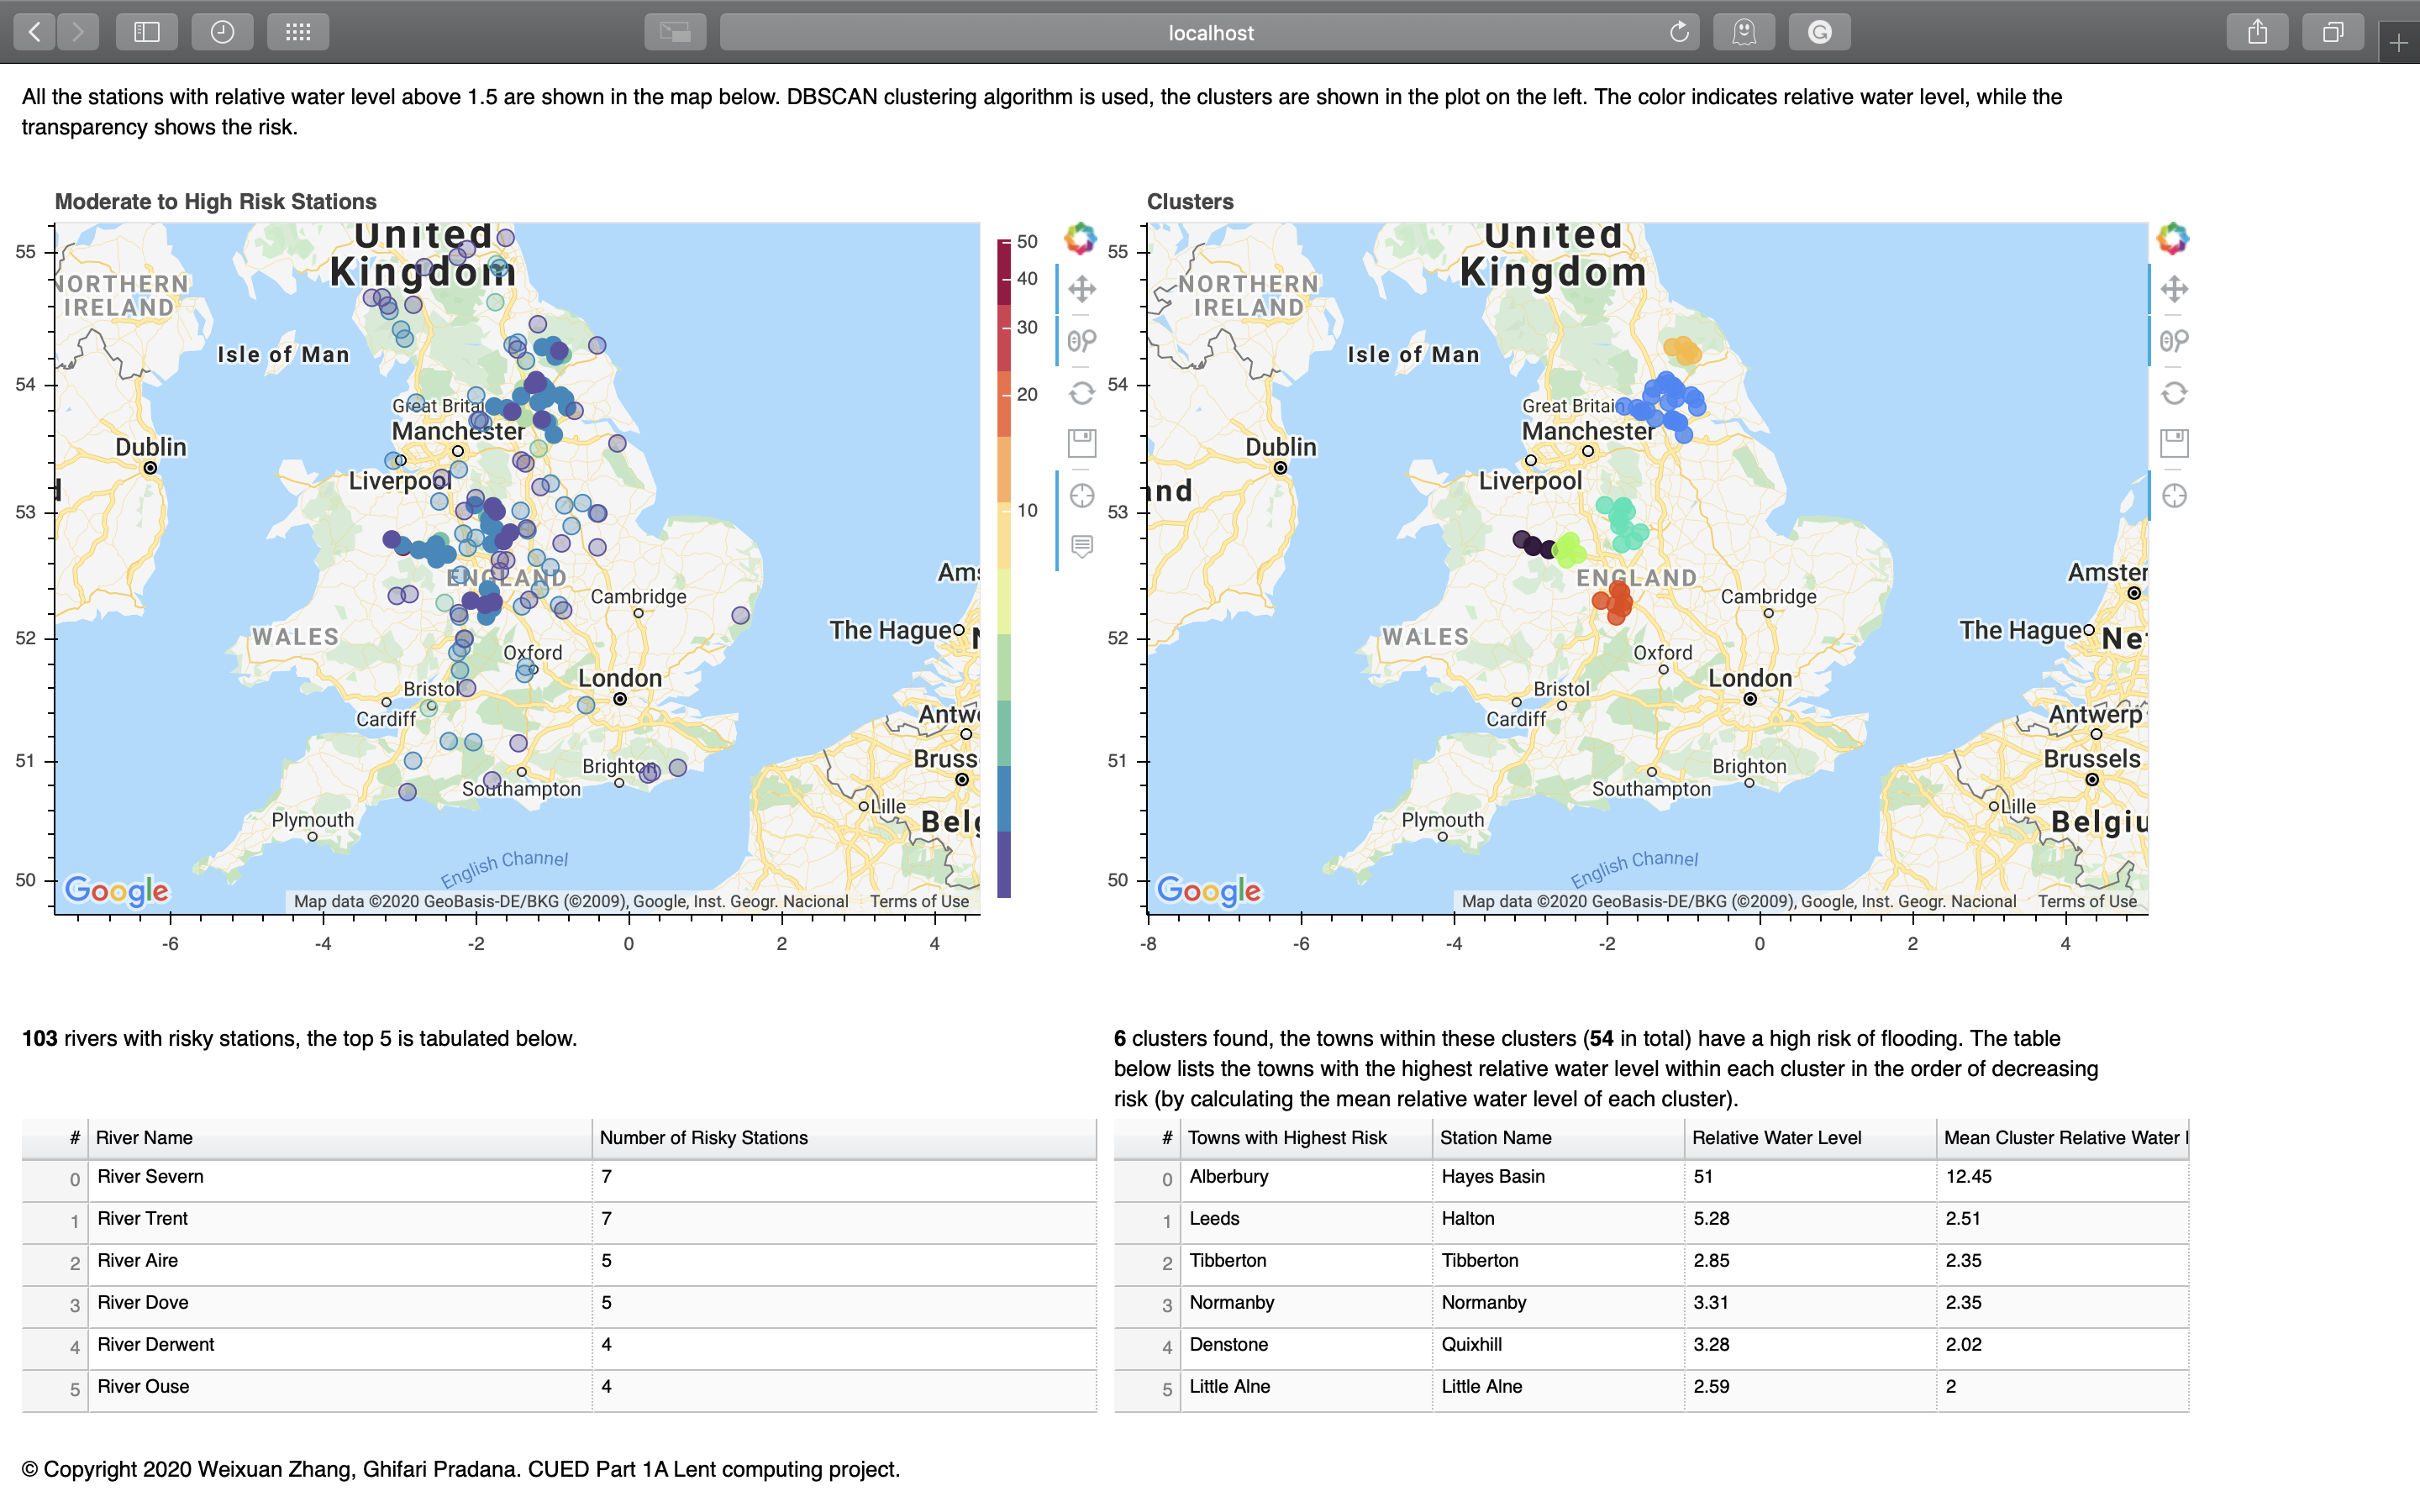 localhost
All the stations with relative water level above 1.5 are shown in the map below. DBSCAN clustering algorithm is used, the clusters are shown in the plot on the left. The color indicates relative water level, while the
transparency shows the risk.
Moderate to High Risk Stations
55
54
53
52
51
50
-6
-4
-2
0
2
4
United
Kingdom
NORTHERN
IRELAND
Isle of Man
Great Britai
Manchester
Dublin
Liverpool
ENGLAND
Cambridge
Ams
The Hague
WALES
Oxford
London
Bristol
Cardiff
Antw
Bruss
Brighton
Southampton
Lille
Plymouth
Belg
English Channel
Google
Map data ©2020 GeoBasis-DE/BKG (©2009), Google, Inst. Geogr. Nacional Terms of Use
50
40
30
20
10
Clusters
55
54
53
52
51
50
-8
-6
-4
-2
0
2
4
United
Kingdom
NORTHERN
IRELAND
Isle of Man
Great Britain
Manchester
Dublin
Liverpool
and
ENGLAND
Cambridge
Amster
The Hague
Ne
WALES
Oxford
London
Bristol
Cardiff
Antwerp
Brussels
Brighton
Southampton
Lille
Plymouth
Belgiu
English Channel
Google
Map data ©2020 GeoBasis-DE/BKG (©2009), Google, Inst. Geogr. Nacional Terms of Use
103 rivers with risky stations, the top 5 is tabulated below.
# River Name Number of Risky Stations
0 River Severn 7
1 River Trent 7
2 River Aire 5
3 River Dove 5
4 River Derwent 4
5 River Ouse 4
6 clusters found, the towns within these clusters (54 in total) have a high risk of flooding. The table
below lists the towns with the highest relative water level within each cluster in the order of decreasing
risk (by calculating the mean relative water level of each cluster).
# Towns with Highest Risk Station Name Relative Water Level Mean Cluster Relative Water
0 Alberbury Hayes Basin 51 12.45
1 Leeds Halton 5.28 2.51
2 Tibberton Tibberton 2.85 2.35
3 Normanby Normanby 3.31 2.35
4 Denstone Quixhill 3.28 2.02
5 Little Alne Little Alne 2.59 2
© Copyright 2020 Weixuan Zhang, Ghifari Pradana. CUED Part 1A Lent computing project.